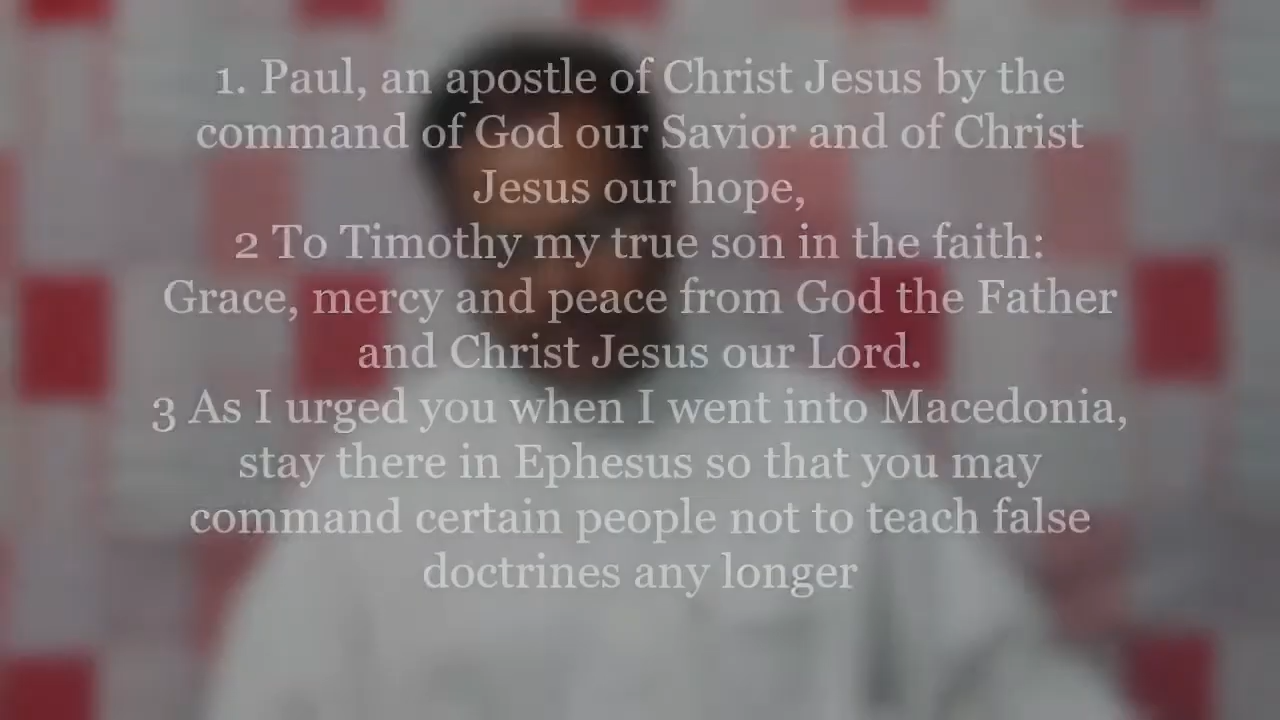 1. Paul, an apostle of Christ Jesus by the
command of God our Savior and of Christ
Jesus our hope,
2 To Timothy my true son in the faith:
Grace, mercy and peace from God the Father
and Christ Jesus our Lord.
3 As I urged you when I went into Macedonia,
stay there in Ephesus so that you may
command certain people not to teach false
doctrines any longer